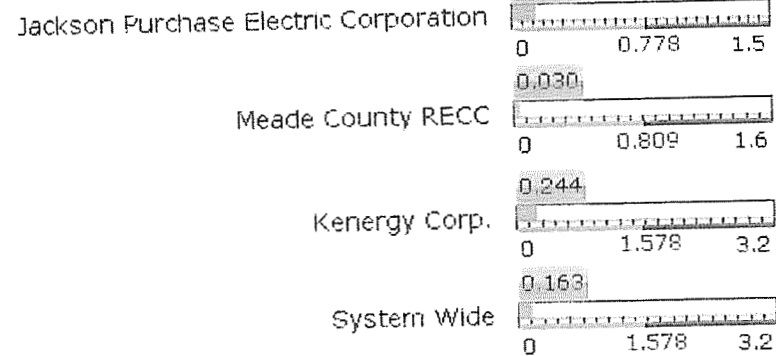 Jackson Purchase Electric Corporation
0 0.778 1.5
0.030
Meade County RECC
0 0.809 1.6
0.244
Kenergy Corp.
0 1.578 3.2
0.163
System Wide
0 1.578 3.2